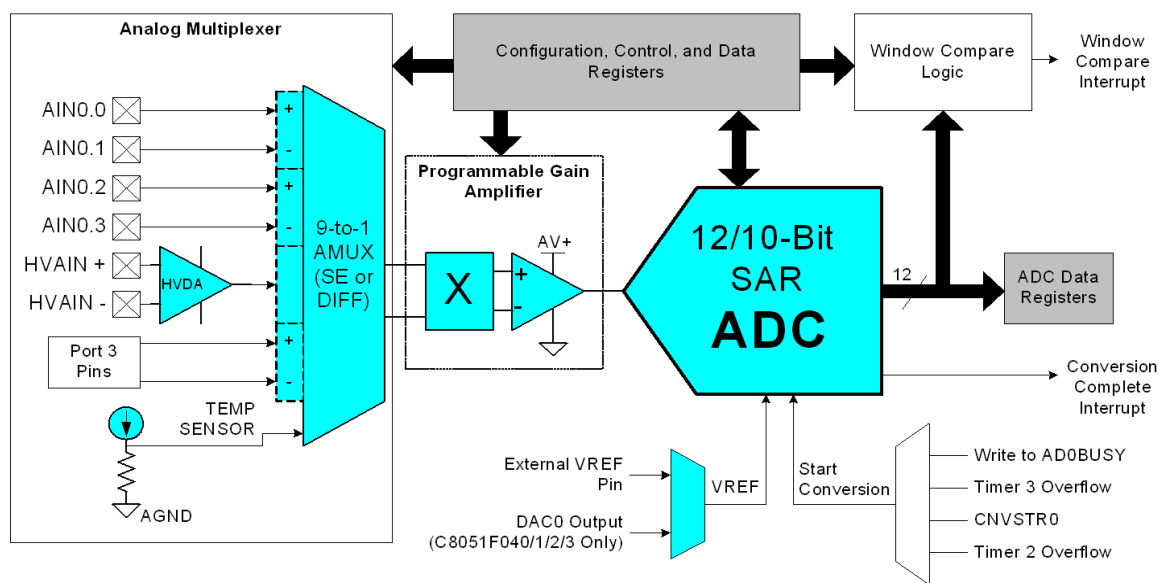 Analog Multiplexer
AIN0.0
AIN0.1
AIN0.2
AIN0.3
HVAIN +
HVAIN -
HVDA
Port 3
Pins
+
-
+
-
+
-
9-to-1
AMUX
(SE or
DIFF)
TEMP
SENSOR
AGND
Configuration, Control, and Data
Registers
Programmable Gain
Amplifier
X
+
-
AV+
Window Compare
Logic
Window
Compare
Interrupt
12/10-Bit
SAR
ADC
12
ADC Data
Registers
Conversion
Complete
Interrupt
External VREF
Pin
DAC0 Output
(C8051F040/1/2/3 Only)
VREF
Start
Conversion
Write to AD0BUSY
Timer 3 Overflow
CNVSTR0
Timer 2 Overflow